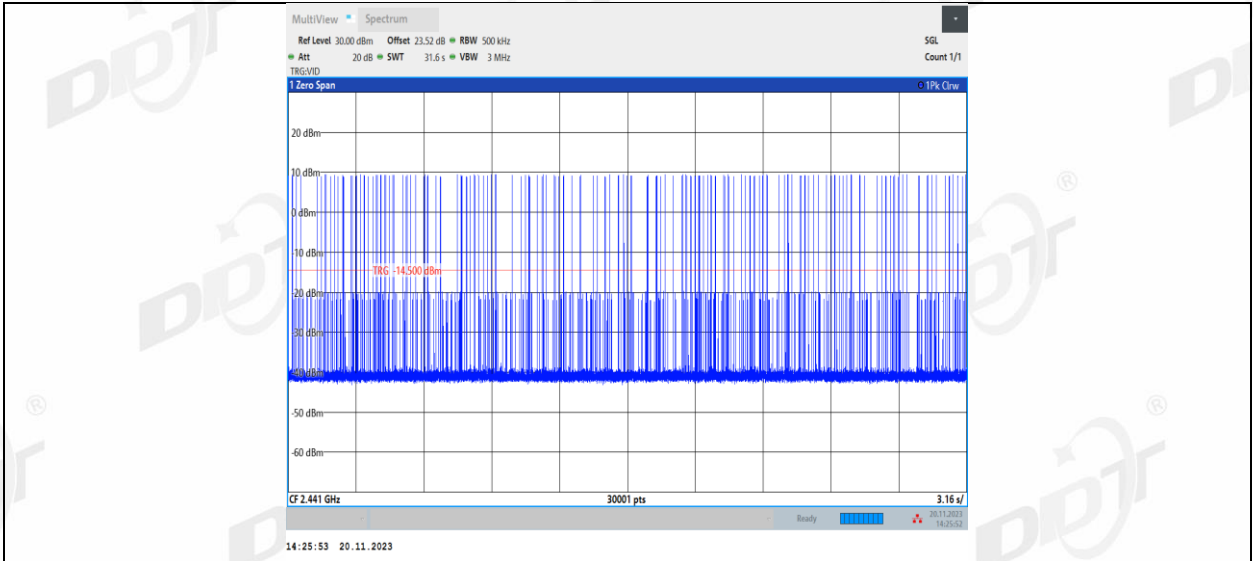 MultiView Spectrum
Ref Level 30.00 dBm Offset 23.52 dB RBW 500 kHz SGL
Att 20 dB SWT 31.6 s VBW 3 MHz Count 1/1
TRG:VID
1 Zero Span 1Pk Clrw
20 dBm
10 dBm
0 dBm
-10 dBm
TRG -14.500 dBm
-20 dBm
-30 dBm
-40 dBm
-50 dBm
-60 dBm
CF 2.441 GHz 30001 pts 3.16 s/
Ready 20.11.2023
14:25:52
14:25:53 20.11.2023
DDT
®